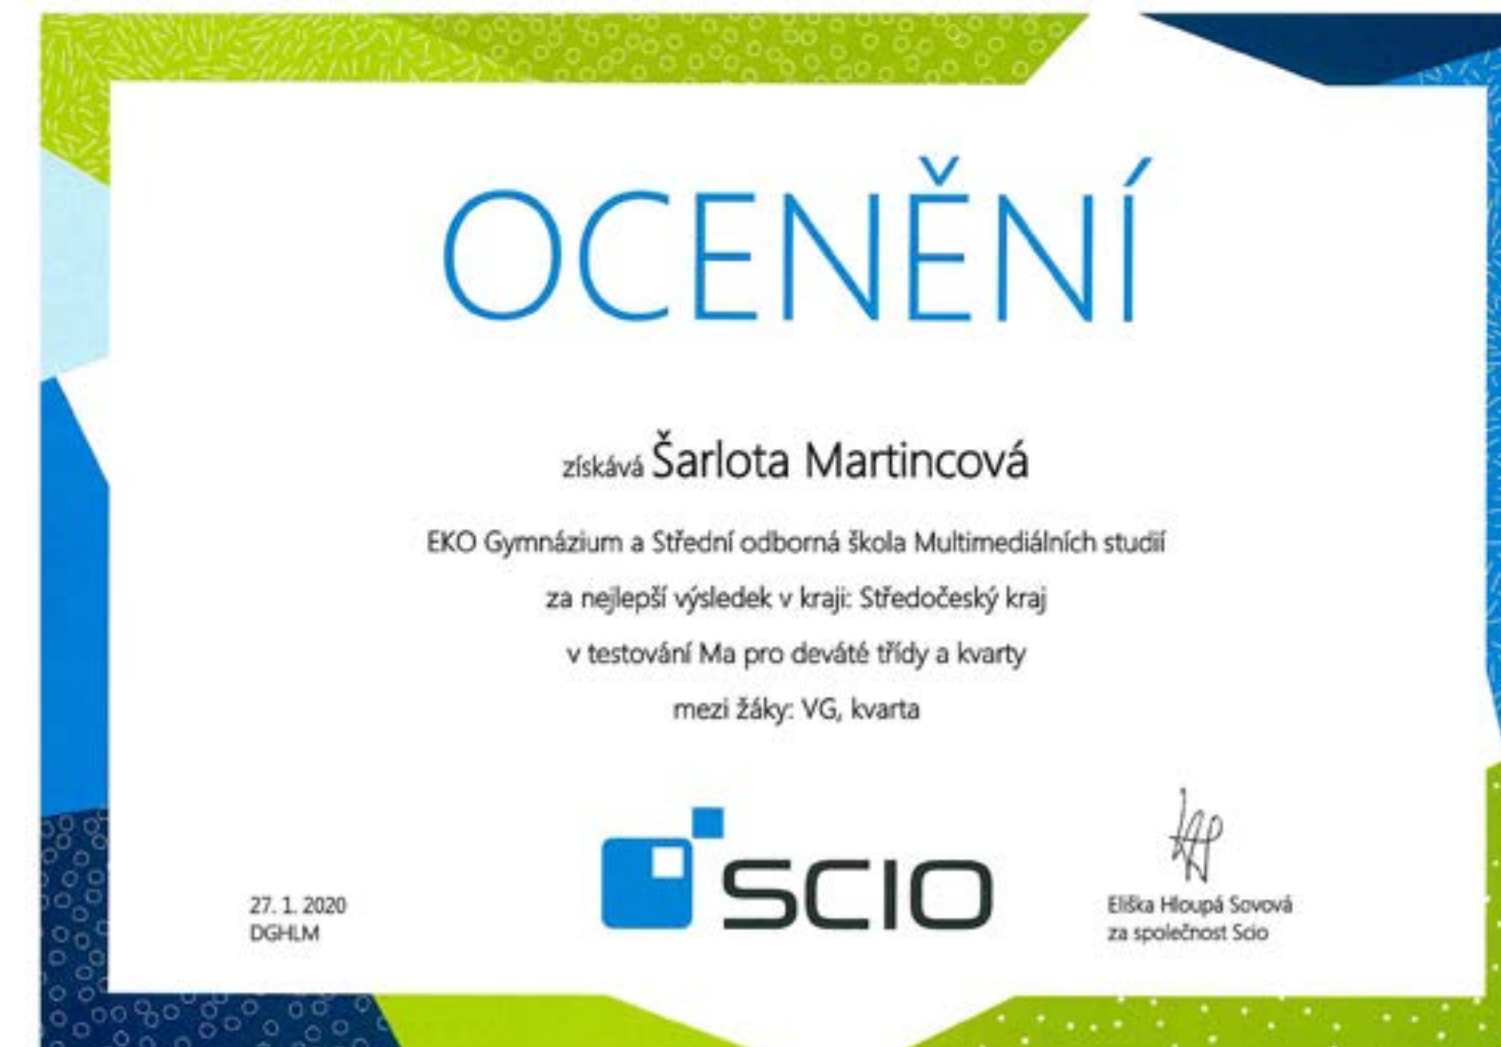 OCENĚNÍ
získává Šarlota Martincová
EKO Gymnázium a Střední odborná škola Multimediálních studií
za nejlepší výsledek v kraji: Středočeský kraj
v testování Ma pro deváté třídy a kvarty
mezi žáky: VG, kvarta
SCIO
27. 1. 2020
DGHLM
Eliška Hloupá Sovová
za společnost Scio